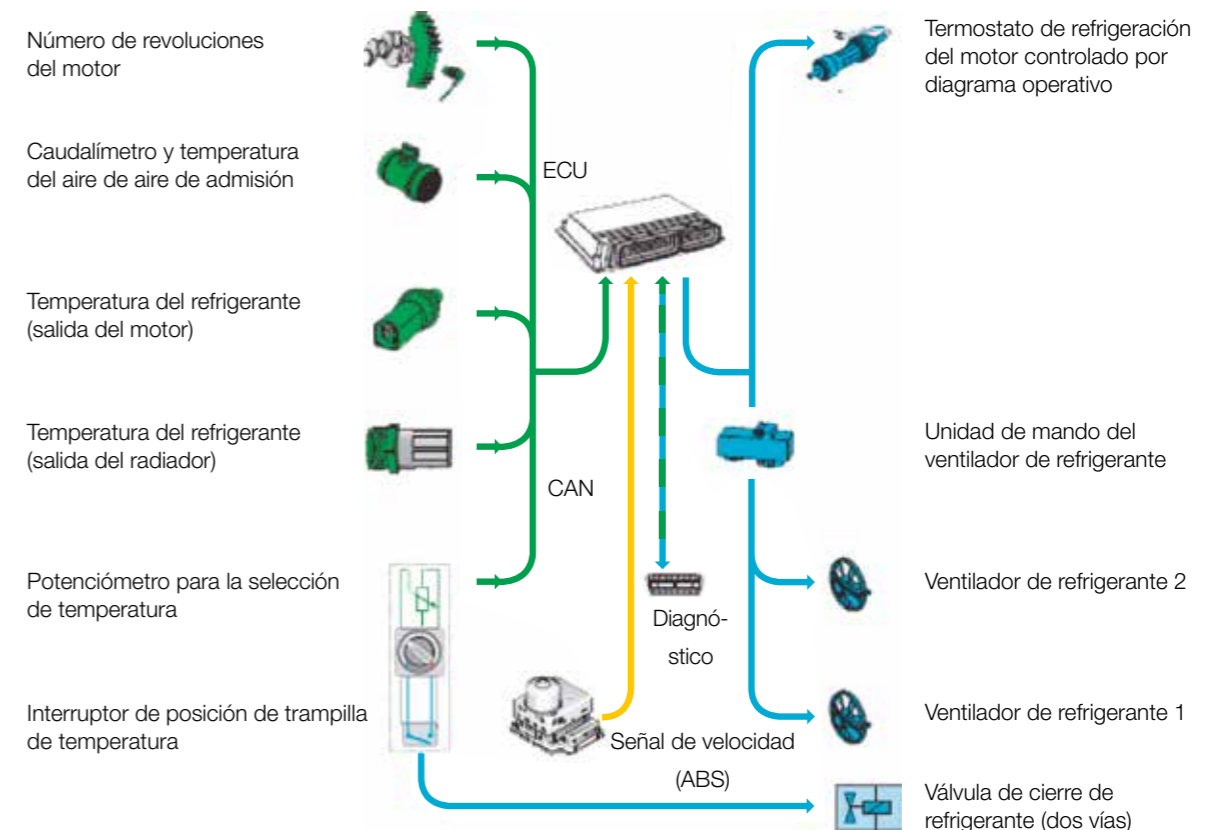 Número de revoluciones
del motor
Caudalímetro y temperatura
del aire de aire de admisión
Temperatura del refrigerante
(salida del motor)
Temperatura del refrigerante
(salida del radiador)
Potenciómetro para la selección
de temperatura
Interruptor de posición de trampilla
de temperatura
ECU
CAN
Diagnó-
stico
Señal de velocidad
(ABS)
Termostato de refrigeración
del motor controlado por
diagrama operativo
Unidad de mando del
ventilador de refrigerante
Ventilador de refrigerante 2
Ventilador de refrigerante 1
Válvula de cierre de
refrigerante (dos vías)